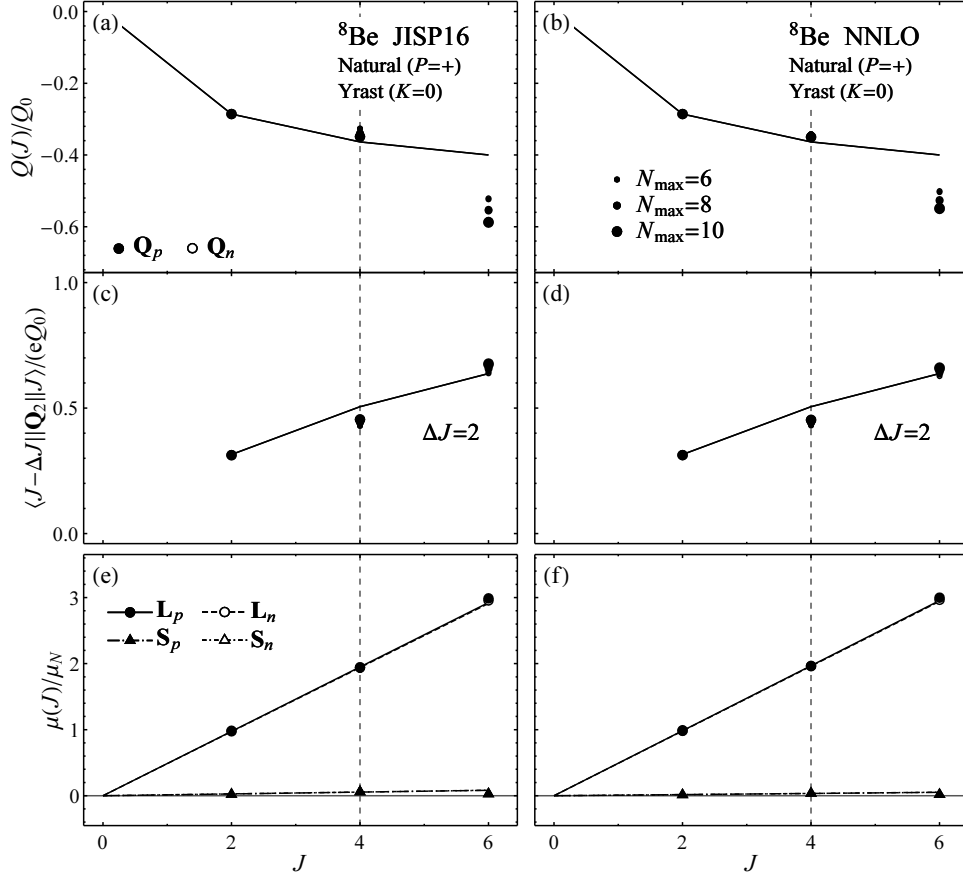 (a)
⁸Be JISP16
Natural (P=+)
Yrast (K=0)
Q(J)/Q₀
0.0
−0.2
−0.4
−0.6
Q_p Q_n
(b)
⁸Be NNLO
Natural (P=+)
Yrast (K=0)
N_max=6
N_max=8
N_max=10
(c)
⟨J−ΔJ||Q₂||J⟩/(eQ₀)
1.0
0.5
0.0
ΔJ=2
(d)
ΔJ=2
(e)
L_p L_n
S_p S_n
μ(J)/μ_N
3
2
1
0
(f)
0 2 4 6
J
0 2 4 6
J